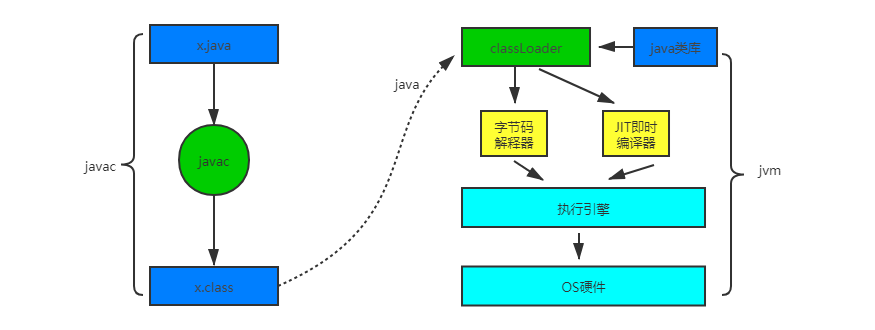 x.java
javac
javac
x.class
java
classLoader
java类库
字节码
解释器
JIT即时
编译器
执行引擎
OS硬件
jvm